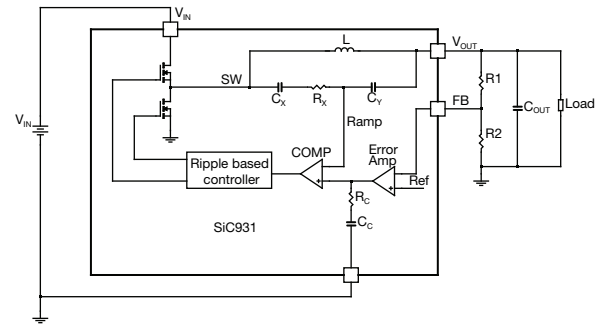 VIN
L
VOUT
SW
CX
RX
CY
R1
FB
COUT
Load
VIN
Ramp
R2
COMP
Error
Amp
Ripple based
controller
Ref
RC
SiC931
CC